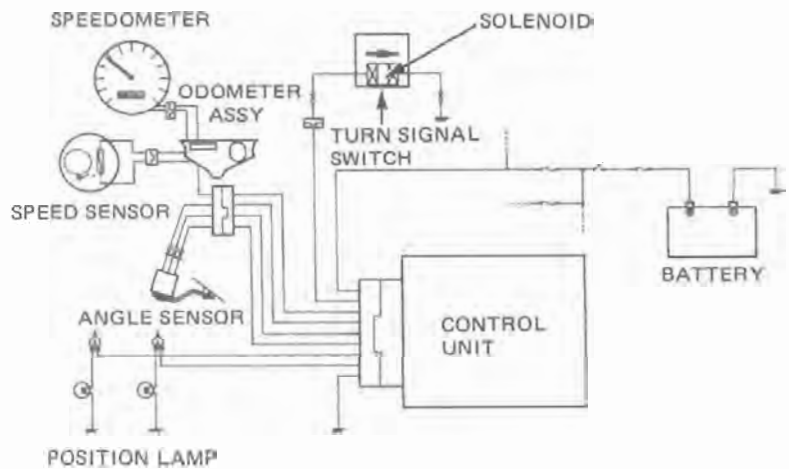 SPEEDOMETER
SOLENOID
ODOMETER
ASSY
TURN SIGNAL
SWITCH
SPEED SENSOR
BATTERY
ANGLE SENSOR
CONTROL
UNIT
POSITION LAMP